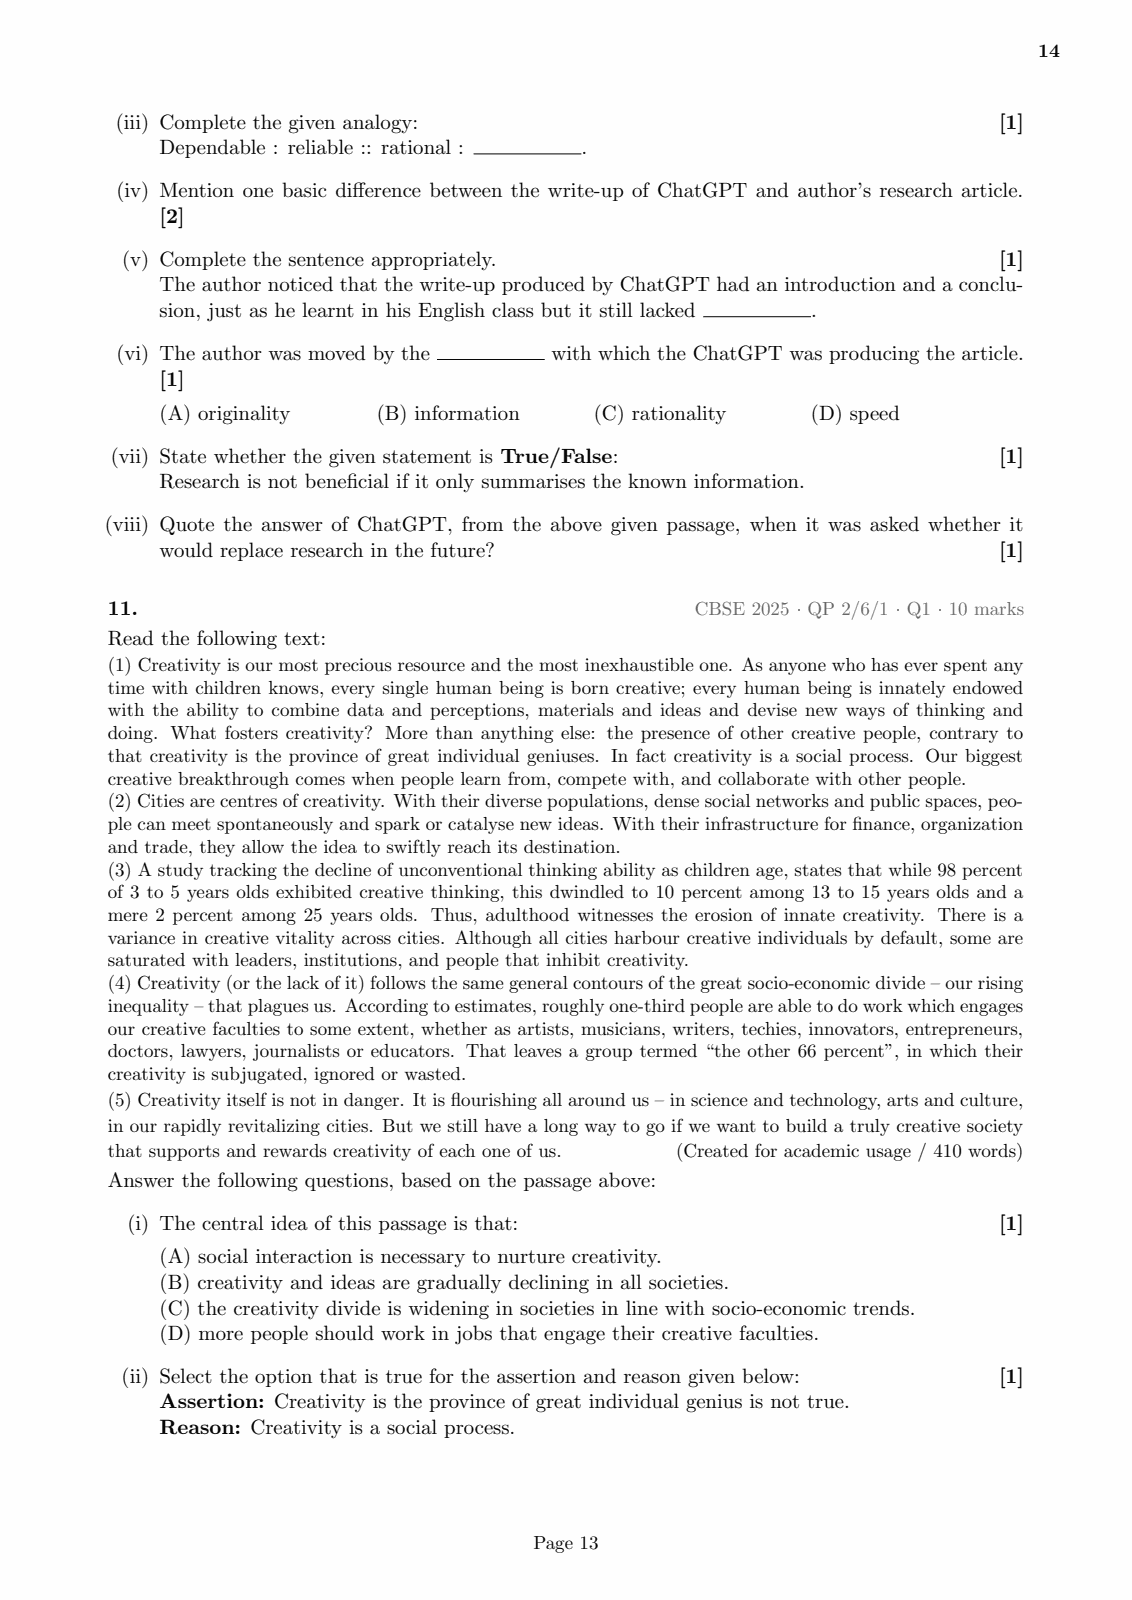 14
(iii) Complete the given analogy: [1]
Dependable : reliable :: rational : __________.
(iv) Mention one basic difference between the write-up of ChatGPT and author's research article.
[2]
(v) Complete the sentence appropriately. [1]
The author noticed that the write-up produced by ChatGPT had an introduction and a conclu-
sion, just as he learnt in his English class but it still lacked __________.
(vi) The author was moved by the __________ with which the ChatGPT was producing the article.
[1]
(A) originality (B) information (C) rationality (D) speed
(vii) State whether the given statement is True/False: [1]
Research is not beneficial if it only summarises the known information.
(viii) Quote the answer of ChatGPT, from the above given passage, when it was asked whether it
would replace research in the future? [1]
11. CBSE 2025 · QP 2/6/1 · Q1 · 10 marks
Read the following text:
(1) Creativity is our most precious resource and the most inexhaustible one. As anyone who has ever spent any
time with children knows, every single human being is born creative; every human being is innately endowed
with the ability to combine data and perceptions, materials and ideas and devise new ways of thinking and
doing. What fosters creativity? More than anything else: the presence of other creative people, contrary to
that creativity is the province of great individual geniuses. In fact creativity is a social process. Our biggest
creative breakthrough comes when people learn from, compete with, and collaborate with other people.
(2) Cities are centres of creativity. With their diverse populations, dense social networks and public spaces, peo-
ple can meet spontaneously and spark or catalyse new ideas. With their infrastructure for finance, organization
and trade, they allow the idea to swiftly reach its destination.
(3) A study tracking the decline of unconventional thinking ability as children age, states that while 98 percent
of 3 to 5 years olds exhibited creative thinking, this dwindled to 10 percent among 13 to 15 years olds and a
mere 2 percent among 25 years olds. Thus, adulthood witnesses the erosion of innate creativity. There is a
variance in creative vitality across cities. Although all cities harbour creative individuals by default, some are
saturated with leaders, institutions, and people that inhibit creativity.
(4) Creativity (or the lack of it) follows the same general contours of the great socio-economic divide – our rising
inequality – that plagues us. According to estimates, roughly one-third people are able to do work which engages
our creative faculties to some extent, whether as artists, musicians, writers, techies, innovators, entrepreneurs,
doctors, lawyers, journalists or educators. That leaves a group termed “the other 66 percent”, in which their
creativity is subjugated, ignored or wasted.
(5) Creativity itself is not in danger. It is flourishing all around us – in science and technology, arts and culture,
in our rapidly revitalizing cities. But we still have a long way to go if we want to build a truly creative society
that supports and rewards creativity of each one of us. (Created for academic usage / 410 words)
Answer the following questions, based on the passage above:
(i) The central idea of this passage is that: [1]
(A) social interaction is necessary to nurture creativity.
(B) creativity and ideas are gradually declining in all societies.
(C) the creativity divide is widening in societies in line with socio-economic trends.
(D) more people should work in jobs that engage their creative faculties.
(ii) Select the option that is true for the assertion and reason given below: [1]
Assertion: Creativity is the province of great individual genius is not true.
Reason: Creativity is a social process.
Page 13